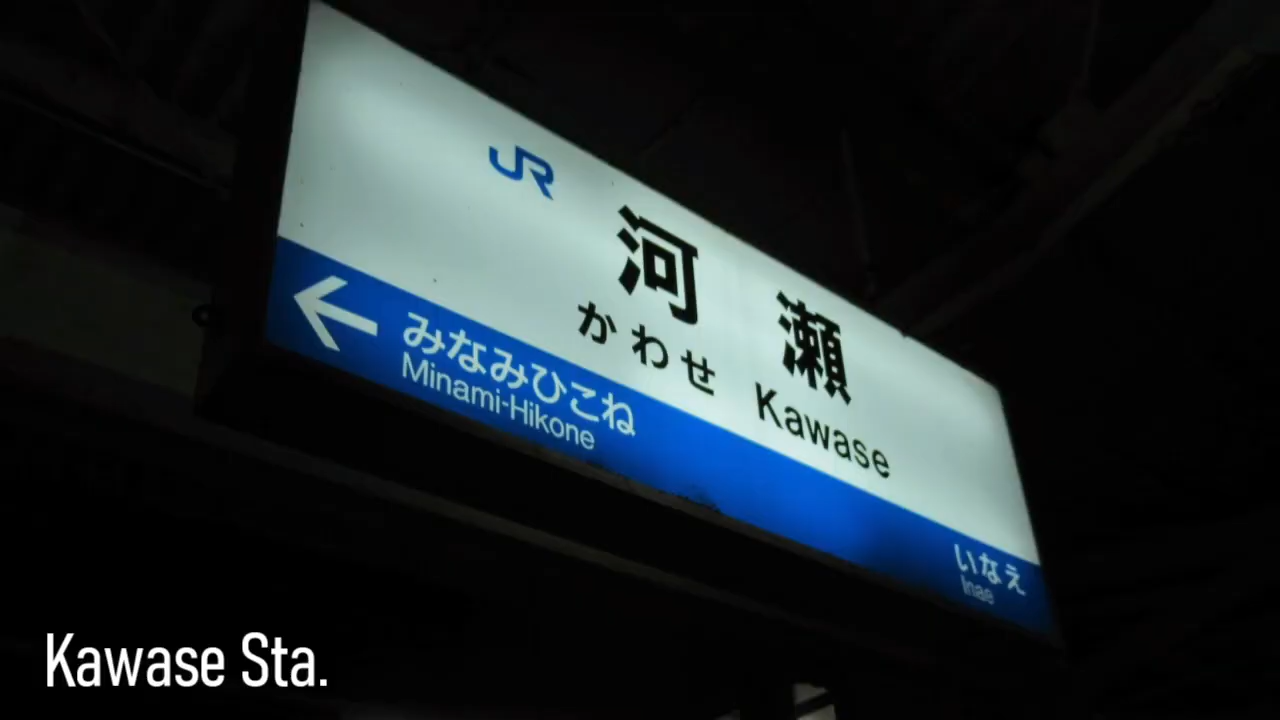 JR
河瀬
かわせ Kawase
みなみひこね
Minami-Hikone
いなえ
Inae
Kawase Sta.